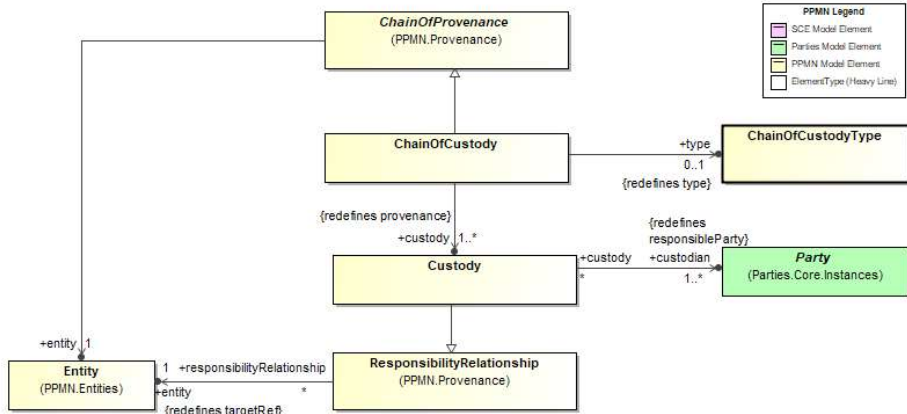 ChainOfProvenance
(PPMN.Provenance)
PPMN Legend
SCE Model Element
Parties Model Element
PPMN Model Element
ElementType (Heavy Line)
ChainOfCustody
+type
0..1
{redefines type}
ChainOfCustodyType
{redefines provenance}
+custody 1..*
Custody
+custody
*
{redefines
responsibleParty}
+custodian
1..*
Party
(Parties.Core.Instances)
+entity 1
Entity
(PPMN.Entities)
1 +responsibilityRelationship
+entity *
{redefines targetRef}
ResponsibilityRelationship
(PPMN.Provenance)